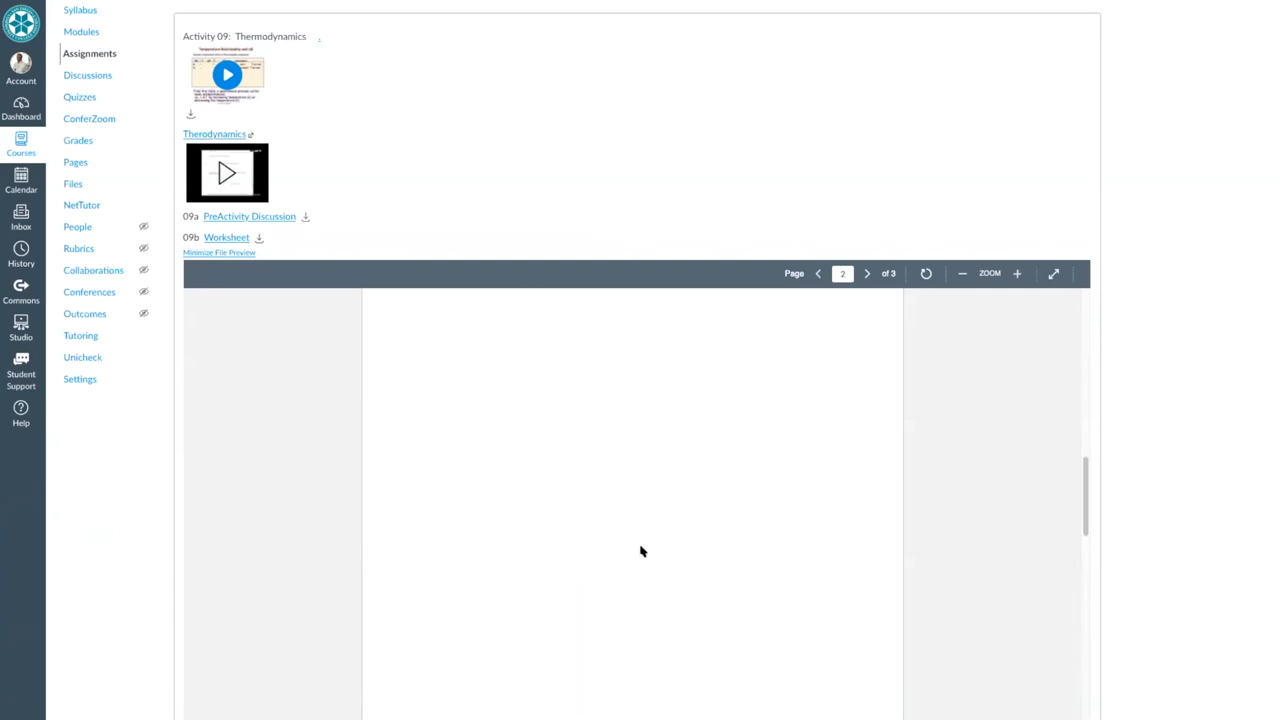 Syllabus
Modules
Assignments
Discussions
Quizzes
ConferZoom
Grades
Pages
Files
NetTutor
People
Rubrics
Collaborations
Conferences
Outcomes
Tutoring
Unicheck
Settings
Account
Dashboard
Courses
Calendar
Inbox
History
Commons
Studio
Student
Support
Help
Activity 09: Thermodynamics .
Therodynamics
09a PreActivity Discussion
09b Worksheet
Minimize File Preview
Page 2 of 3 ZOOM